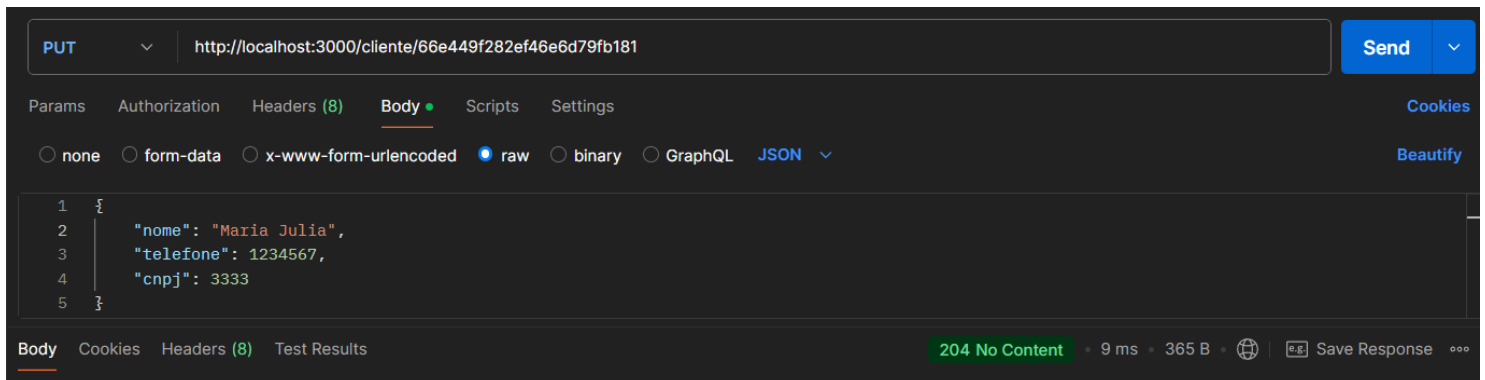 PUT http://localhost:3000/cliente/66e449f282ef46e6d79fb181 Send
Params Authorization Headers (8) Body Scripts Settings Cookies
none form-data x-www-form-urlencoded raw binary GraphQL JSON Beautify
1 {
2 "nome": "Maria Julia",
3 "telefone": 1234567,
4 "cnpj": 3333
5 }
Body Cookies Headers (8) Test Results 204 No Content • 9 ms • 365 B • e.g. Save Response